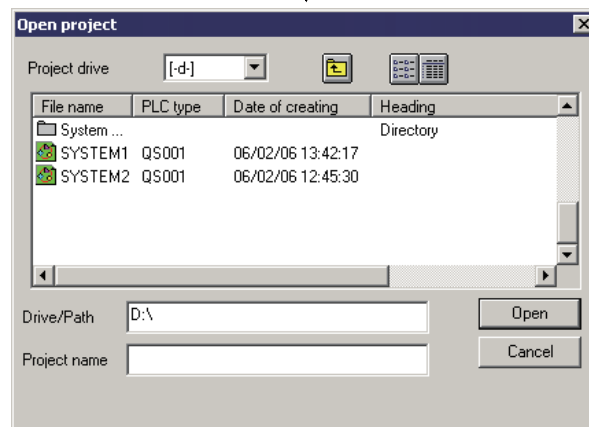 Open project
Project drive [-d-]
File name PLC type Date of creating Heading
System ... Directory
SYSTEM1 QS001 06/02/06 13:42:17
SYSTEM2 QS001 06/02/06 12:45:30
Drive/Path D:\ Open
Project name Cancel